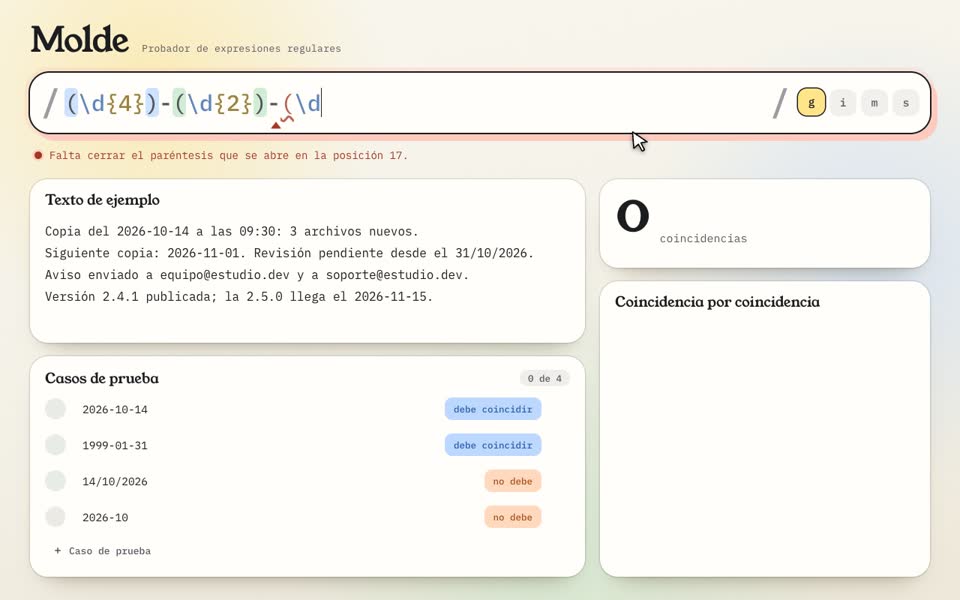 Molde
Probador de expresiones regulares
/(\d{4})-(\d{2})-(\d
/ g i m s
Falta cerrar el paréntesis que se abre en la posición 17.
Texto de ejemplo
Copia del 2026-10-14 a las 09:30: 3 archivos nuevos.
Siguiente copia: 2026-11-01. Revisión pendiente desde el 31/10/2026.
Aviso enviado a equipo@estudio.dev y a soporte@estudio.dev.
Versión 2.4.1 publicada; la 2.5.0 llega el 2026-11-15.
0 coincidencias
Coincidencia por coincidencia
Casos de prueba
0 de 4
2026-10-14 debe coincidir
1999-01-31 debe coincidir
14/10/2026 no debe
2026-10 no debe
+ Caso de prueba